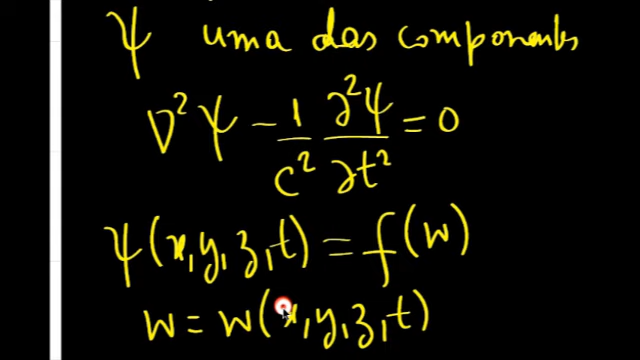 ψ uma das componentes
∇²ψ - 1/c² ∂²ψ/∂t² = 0
ψ(x,y,z,t) = f(w)
w = w(x,y,z,t)